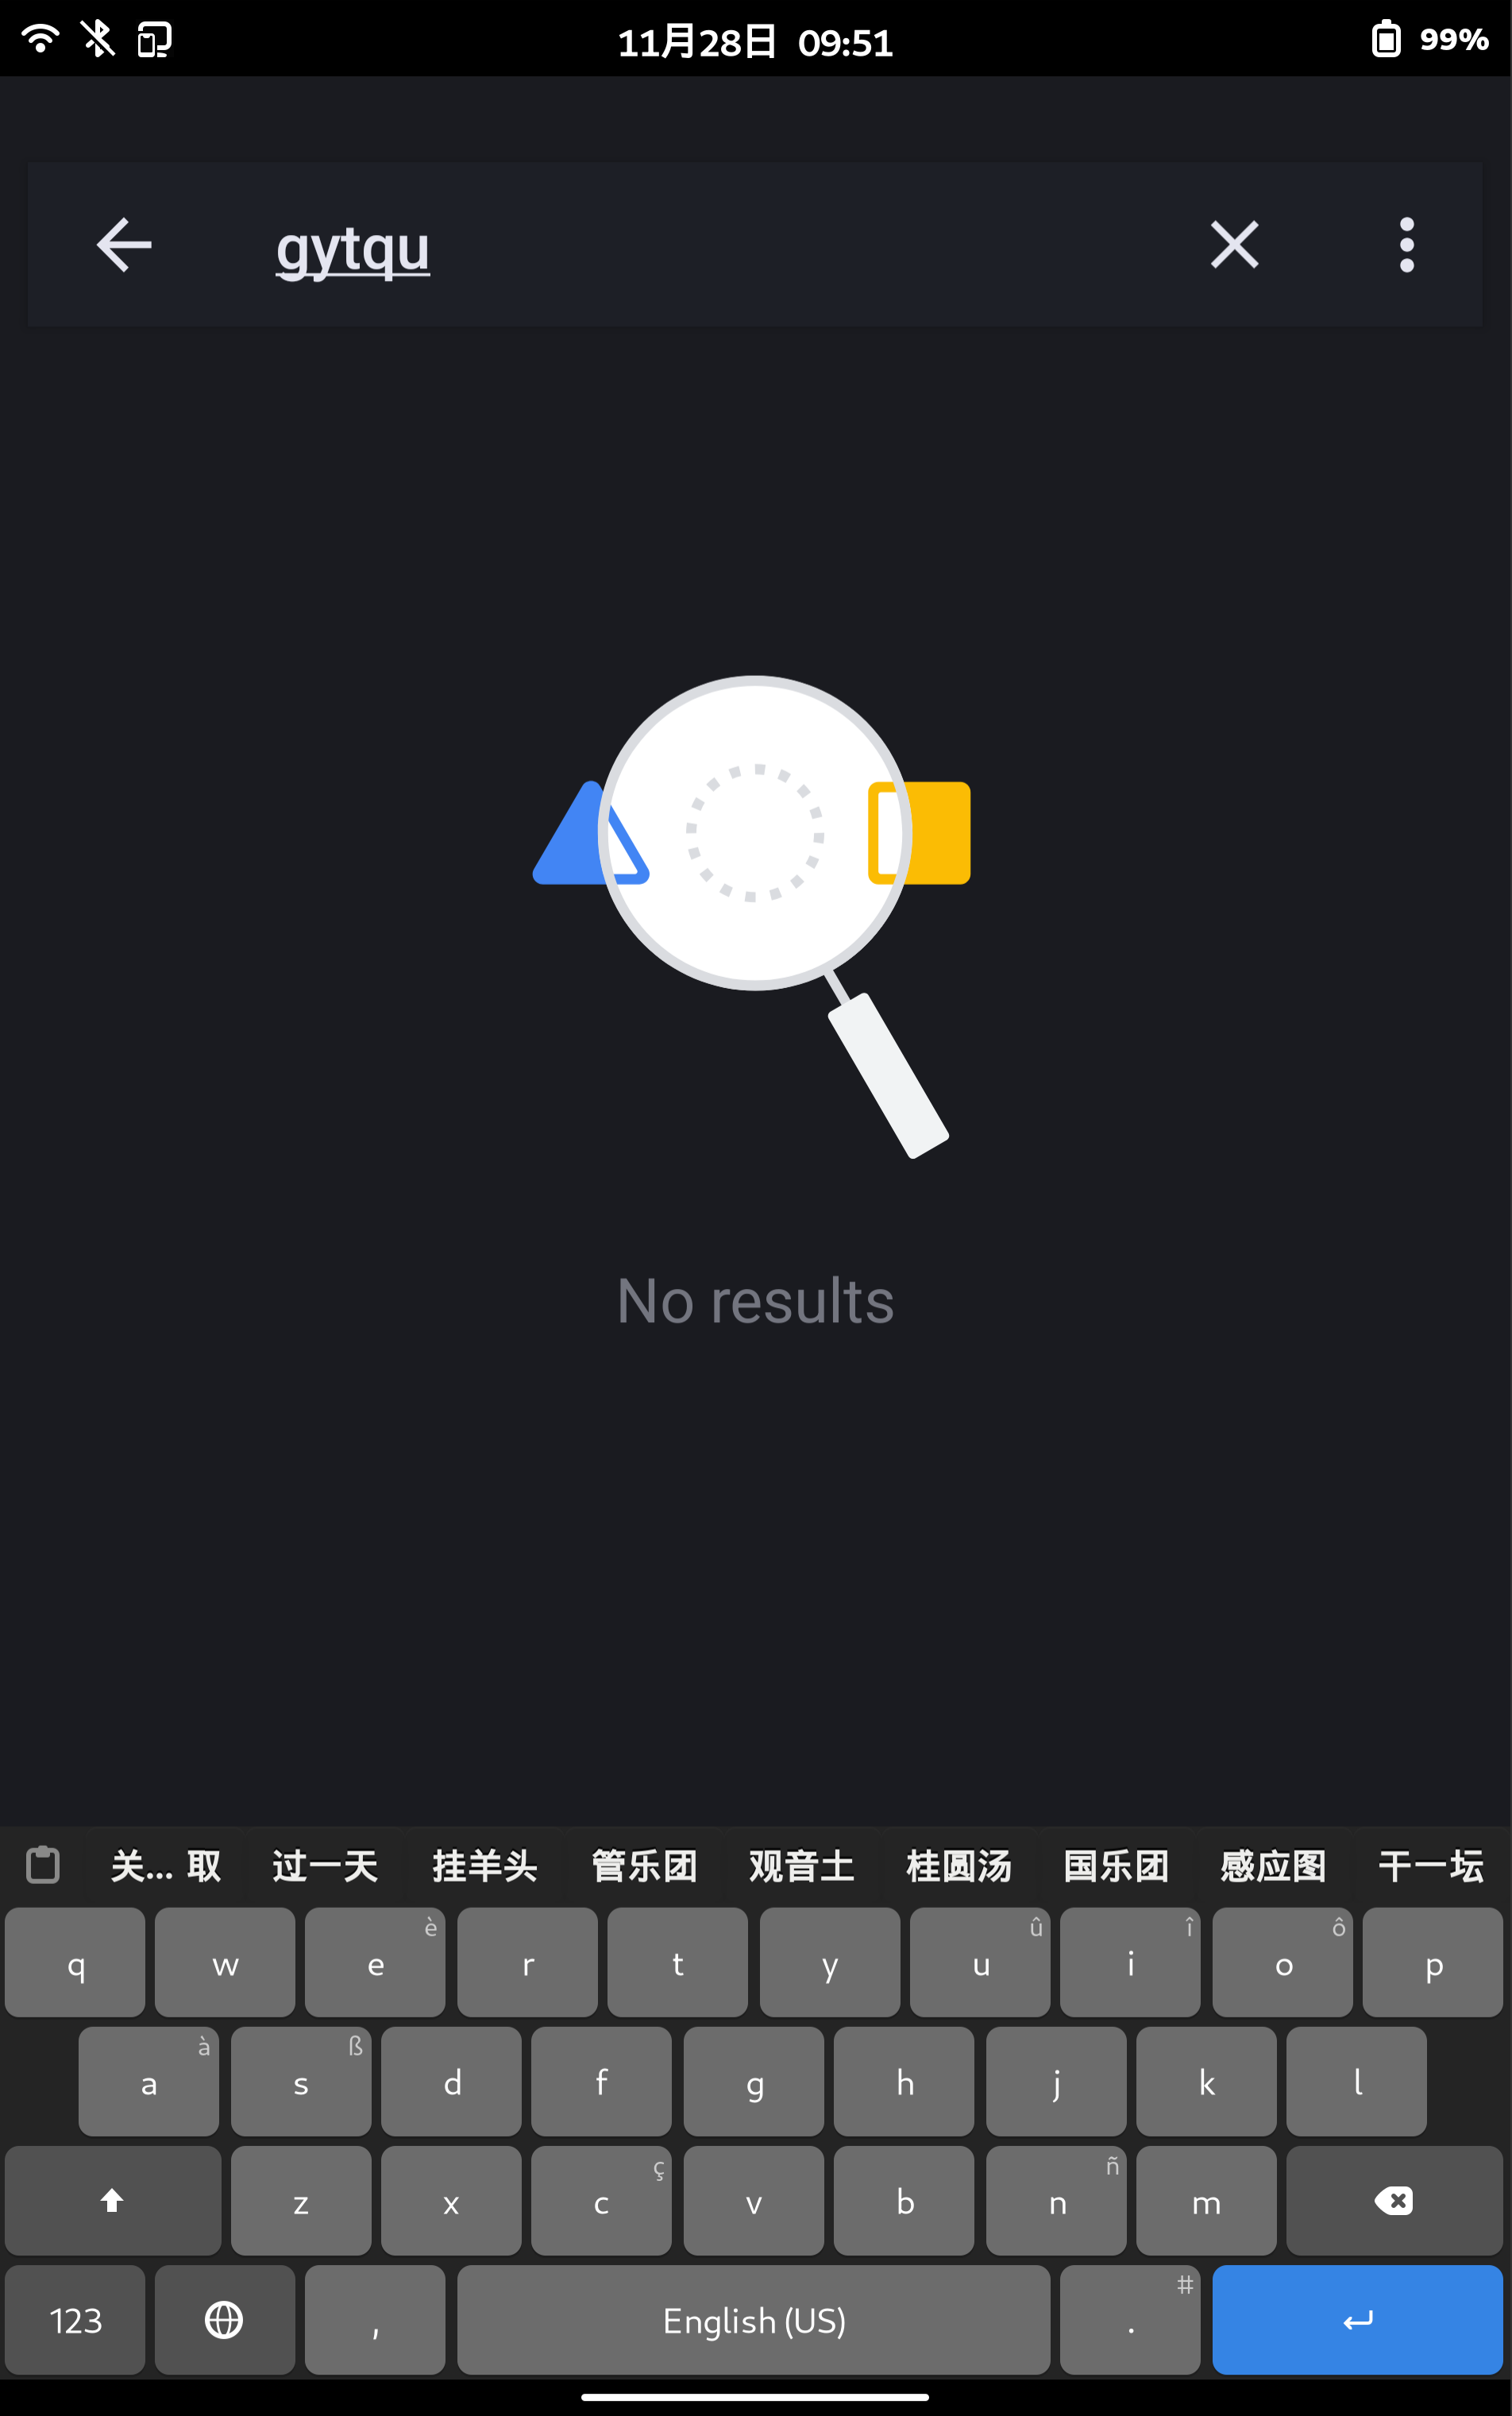 11月28日 09:51
99%
gytqu
No results
关… 取 过一天 挂羊头 管乐团 观音土 桂圆汤 国乐团 感应图 干一坛
q w e è r t y u û i î o ô p
a à s ß d f g h j k l
z x c ç v b n ñ m
123 , English (US) . #